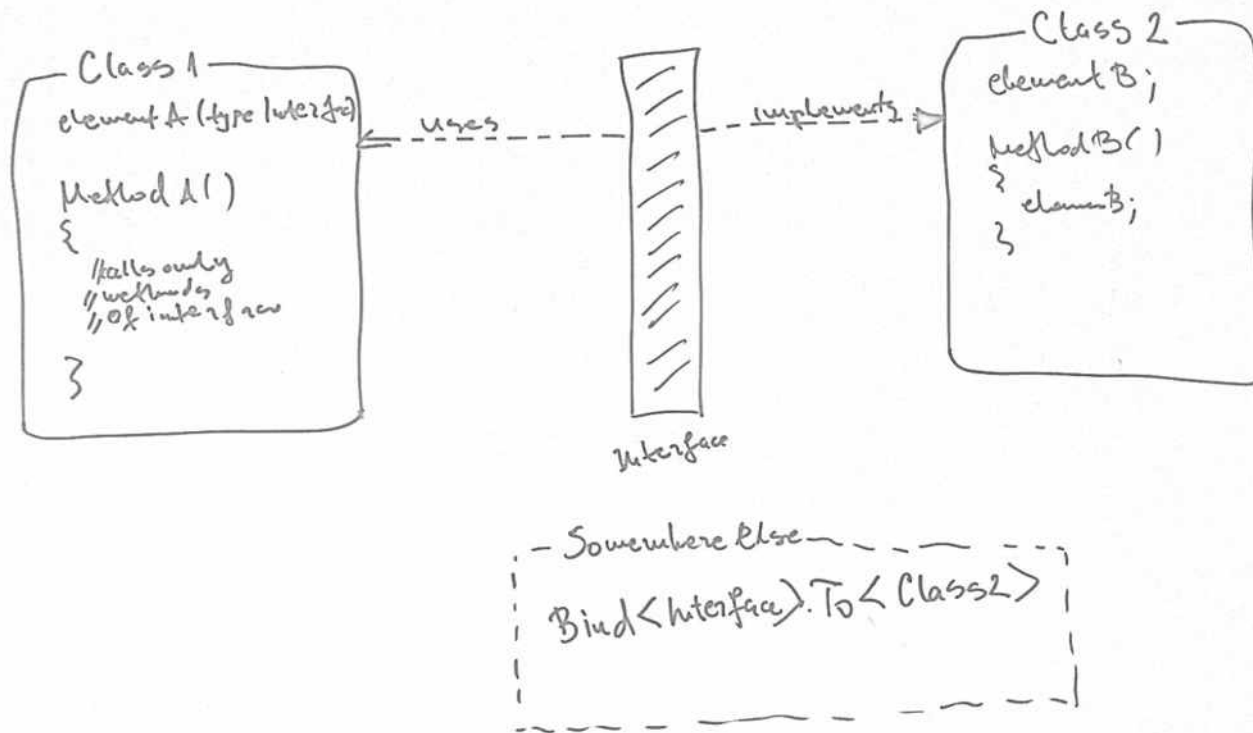 Class 1
element A (type Interface)
Method A()
{
//calls only
//methods
//of interface
}
uses
Interface
implements
Class 2
element B;
Method B()
{
elementB;
}
Somewhere else
Bind<Interface>.To<Class2>